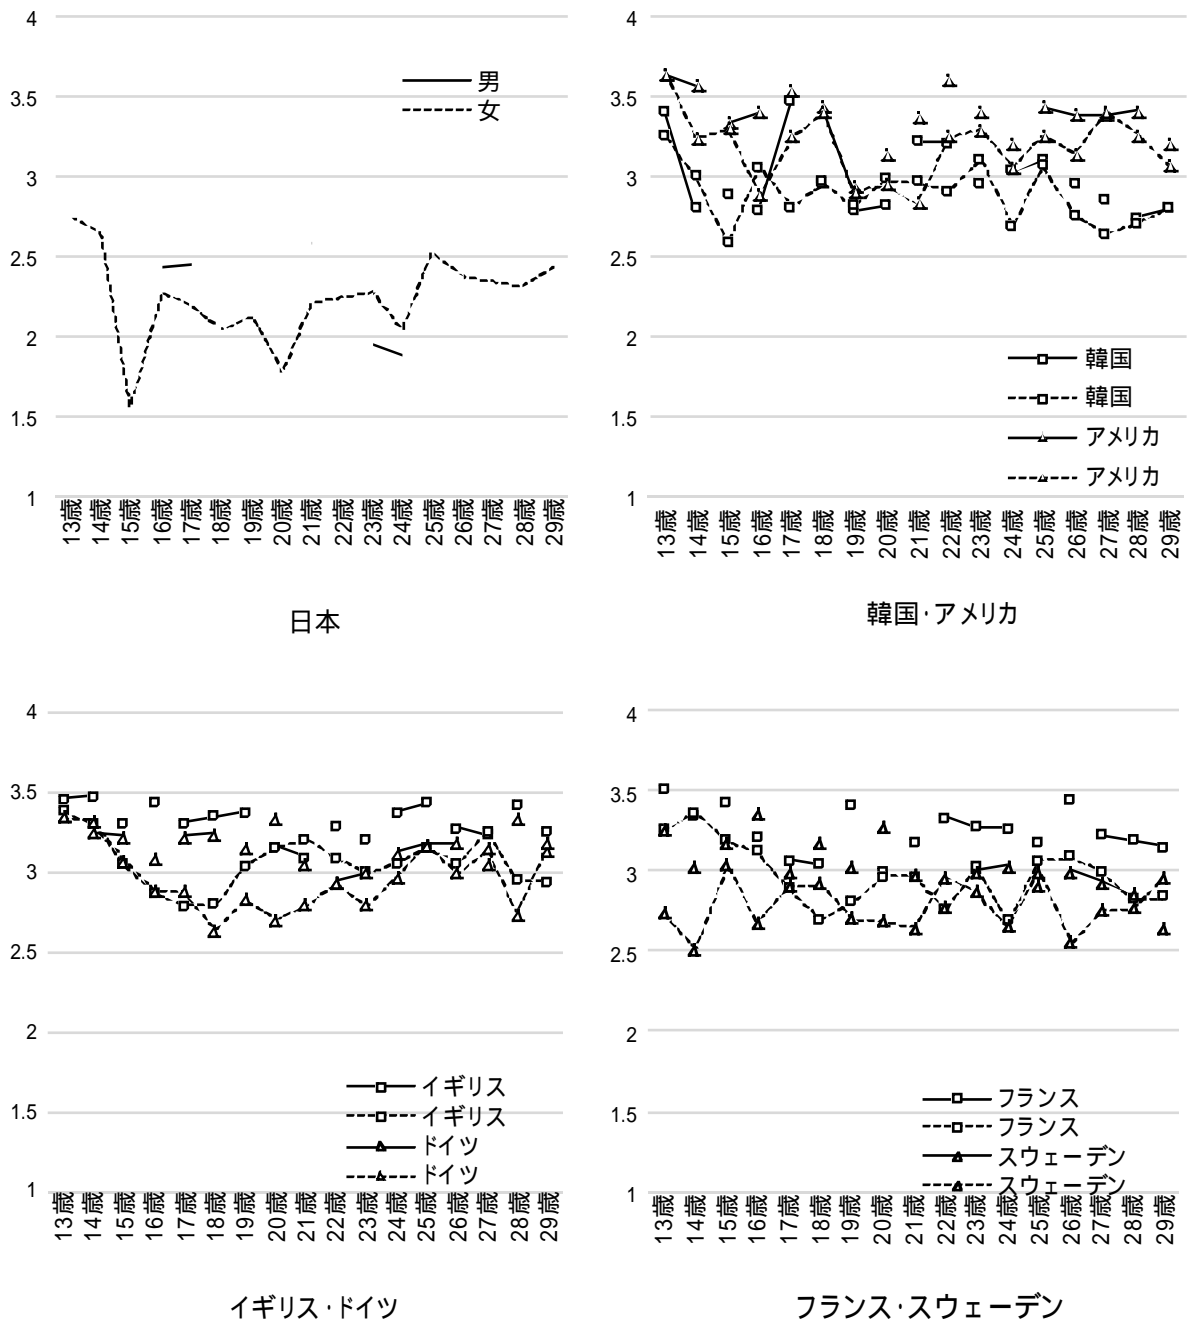 4
3.5
3
2.5
2
1.5
1
男
女
13歳
14歳
15歳
16歳
17歳
18歳
19歳
20歳
21歳
22歳
23歳
24歳
25歳
26歳
27歳
28歳
29歳
日本
4
3.5
3
2.5
2
1.5
1
韓国
韓国
アメリカ
アメリカ
13歳
14歳
15歳
16歳
17歳
18歳
19歳
20歳
21歳
22歳
23歳
24歳
25歳
26歳
27歳
28歳
29歳
韓国・アメリカ
4
3.5
3
2.5
2
1.5
1
イギリス
イギリス
ドイツ
ドイツ
13歳
14歳
15歳
16歳
17歳
18歳
19歳
20歳
21歳
22歳
23歳
24歳
25歳
26歳
27歳
28歳
29歳
イギリス・ドイツ
4
3.5
3
2.5
2
1.5
1
フランス
フランス
スウェーデン
スウェーデン
13歳
14歳
15歳
16歳
17歳
18歳
19歳
20歳
21歳
22歳
23歳
24歳
25歳
26歳
27歳
28歳
29歳
フランス・スウェーデン